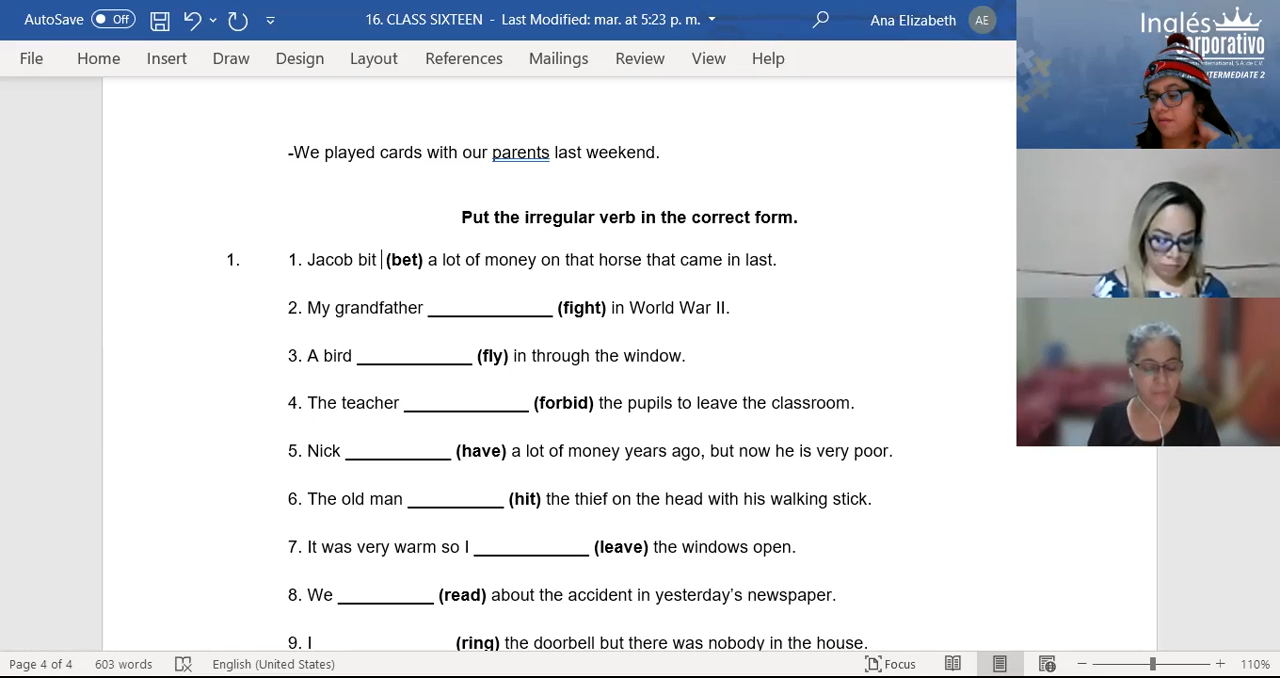 AutoSave Off 16. CLASS SIXTEEN - Last Modified: mar. at 5:23 p. m. Ana Elizabeth AE
File Home Insert Draw Design Layout References Mailings Review View Help
Inglés
Corporativo
INTERMEDIATE 2
-We played cards with our parents last weekend.
Put the irregular verb in the correct form.
1. 1. Jacob bit (bet) a lot of money on that horse that came in last.
2. My grandfather _____________ (fight) in World War II.
3. A bird ____________ (fly) in through the window.
4. The teacher _____________ (forbid) the pupils to leave the classroom.
5. Nick ___________ (have) a lot of money years ago, but now he is very poor.
6. The old man __________ (hit) the thief on the head with his walking stick.
7. It was very warm so I ____________ (leave) the windows open.
8. We __________ (read) about the accident in yesterday’s newspaper.
9. I (ring) the doorbell but there was nobody in the house.
Page 4 of 4 603 words English (United States) Focus 110%